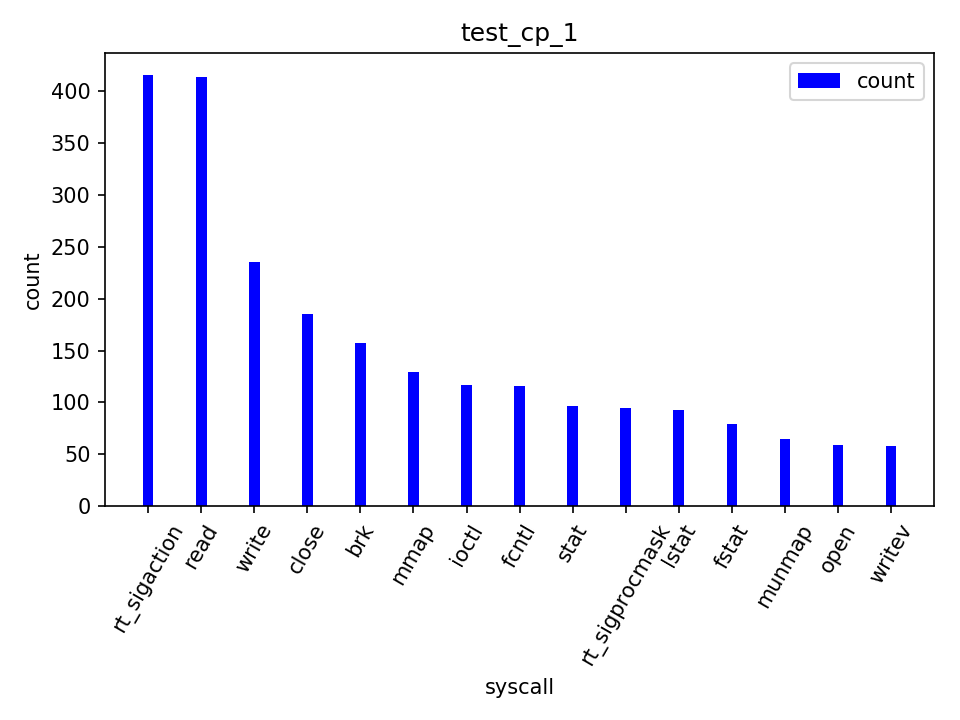 test_cp_1
count
400
350
300
250
200
150
100
50
0
count
rt_sigaction
read
write
close
brk
mmap
ioctl
fcntl
stat
rt_sigprocmask
lstat
fstat
munmap
open
writev
syscall